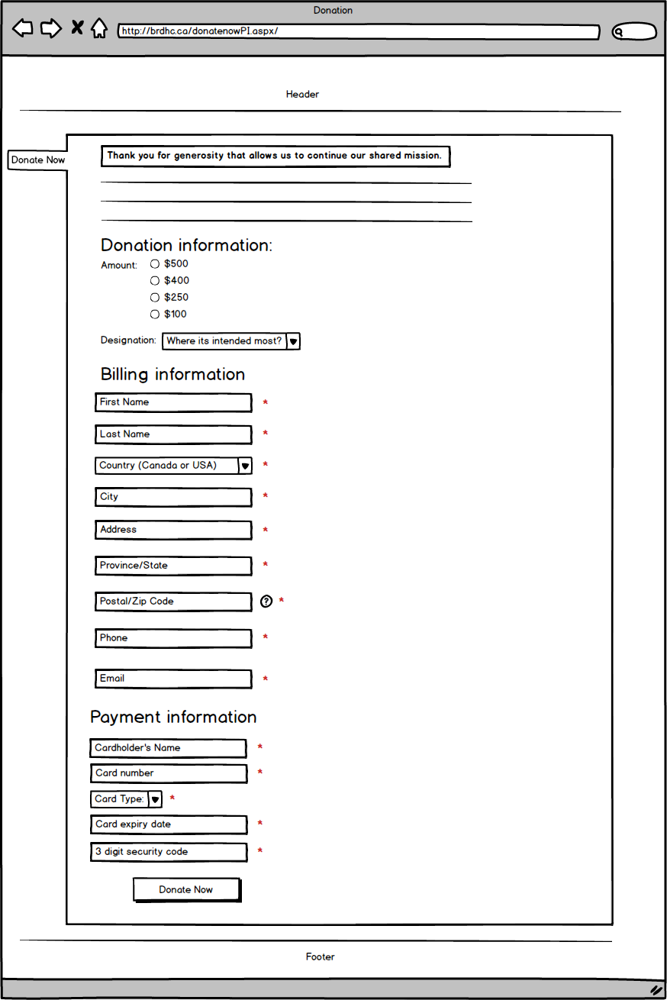 Donation
http://brdhc.ca/donatenowPI.aspx/
Header
Donate Now
Thank you for generosity that allows us to continue our shared mission.
Donation information:
Amount:
$500
$400
$250
$100
Designation: Where its intended most?
Billing information
First Name *
Last Name *
Country (Canada or USA) *
City *
Address *
Province/State *
Postal/Zip Code ? *
Phone *
Email *
Payment information
Cardholder's Name *
Card number *
Card Type: *
Card expiry date *
3 digit security code *
Donate Now
Footer